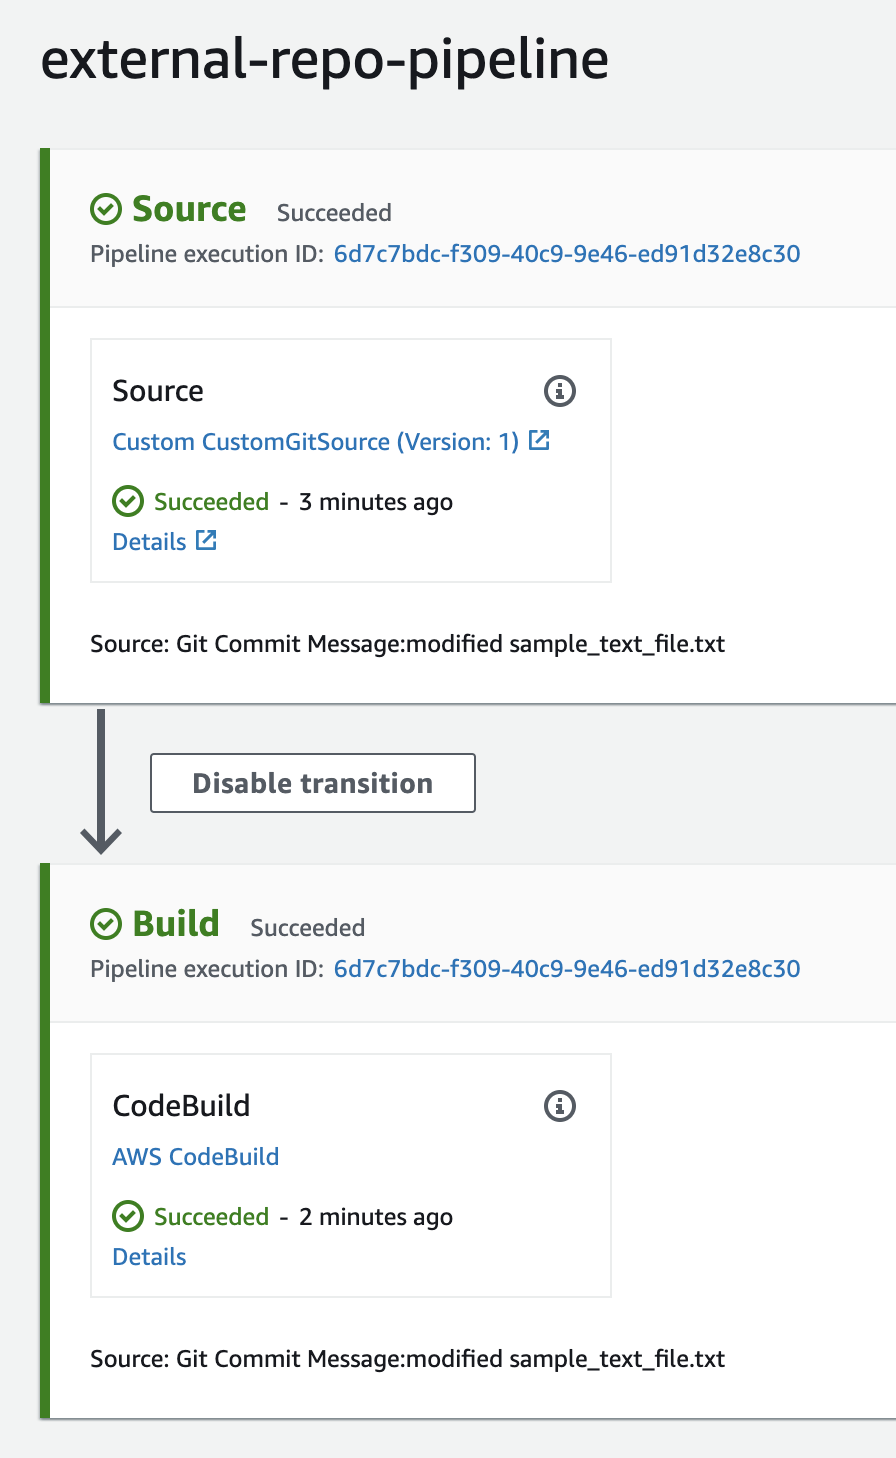 external-repo-pipeline
Source Succeeded
Pipeline execution ID: 6d7c7bdc-f309-40c9-9e46-ed91d32e8c30
Source
Custom CustomGitSource (Version: 1)
Succeeded - 3 minutes ago
Details
Source: Git Commit Message:modified sample_text_file.txt
Disable transition
Build Succeeded
Pipeline execution ID: 6d7c7bdc-f309-40c9-9e46-ed91d32e8c30
CodeBuild
AWS CodeBuild
Succeeded - 2 minutes ago
Details
Source: Git Commit Message:modified sample_text_file.txt